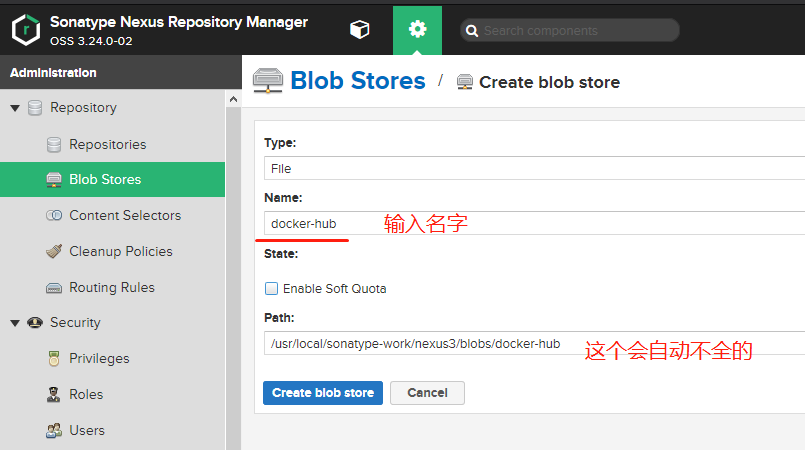 Sonatype Nexus Repository Manager
OSS 3.24.0-02
Search components
Administration
Blob Stores / Create blob store
Repository
Repositories
Blob Stores
Content Selectors
Cleanup Policies
Routing Rules
Security
Privileges
Roles
Users
Type:
File
Name:
docker-hub 输入名字
State:
Enable Soft Quota
Path:
/usr/local/sonatype-work/nexus3/blobs/docker-hub 这个会自动不全的
Create blob store Cancel